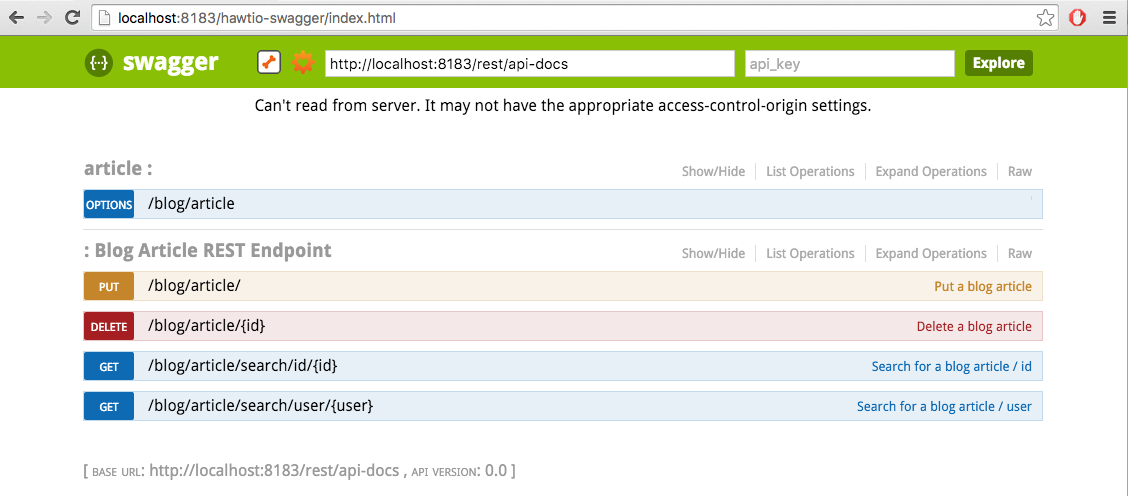 localhost:8183/hawtio-swagger/index.html
{··} swagger http://localhost:8183/rest/api-docs api_key Explore
Can't read from server. It may not have the appropriate access-control-origin settings.
article : Show/Hide List Operations Expand Operations Raw
OPTIONS /blog/article
: Blog Article REST Endpoint Show/Hide List Operations Expand Operations Raw
PUT /blog/article/ Put a blog article
DELETE /blog/article/{id} Delete a blog article
GET /blog/article/search/id/{id} Search for a blog article / id
GET /blog/article/search/user/{user} Search for a blog article / user
[ BASE URL: http://localhost:8183/rest/api-docs , API VERSION: 0.0 ]